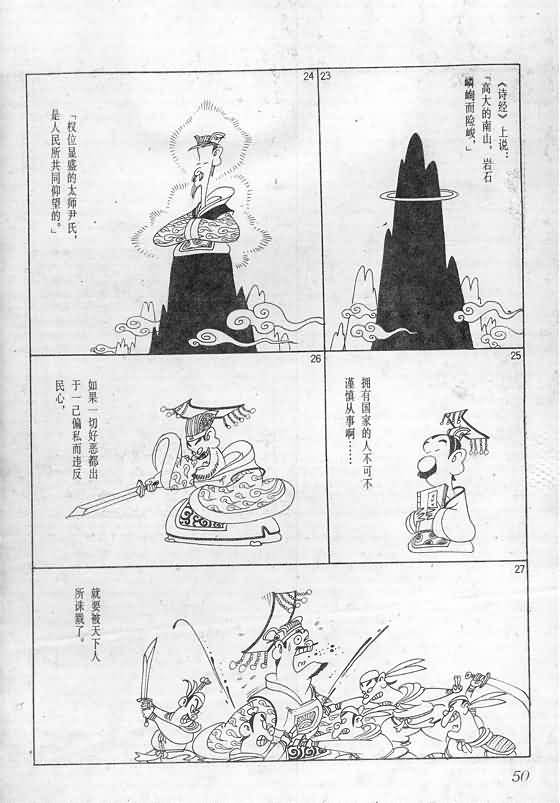 23
《诗经》上说：
「高大的南山，岩石
嶙峋而险峻，」
24
「权位显盛的太师尹氏，
是人民所共同仰望的。」
25
拥有国家的人不可不
谨慎从事啊……
26
如果一切好恶都出
于一己偏私而违反
民心，
27
就要被天下人
所诛戮了。
50